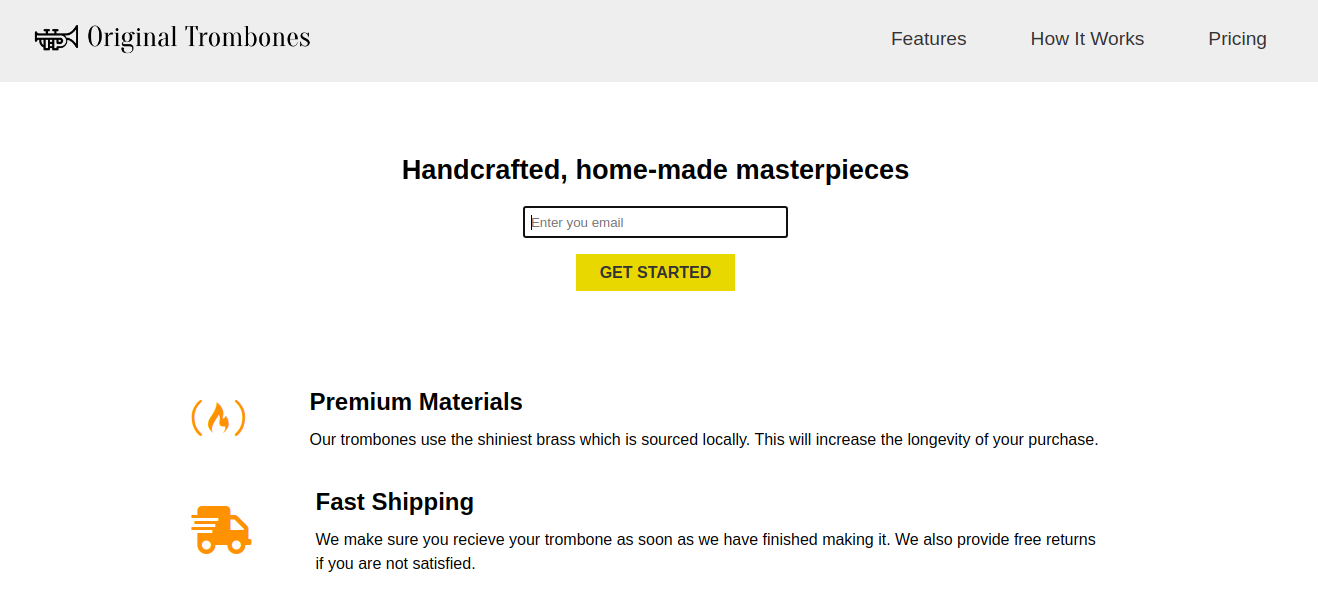 Original Trombones
Features
How It Works
Pricing
Handcrafted, home-made masterpieces
Enter you email
GET STARTED
Premium Materials
Our trombones use the shiniest brass which is sourced locally. This will increase the longevity of your purchase.
Fast Shipping
We make sure you recieve your trombone as soon as we have finished making it. We also provide free returns
if you are not satisfied.